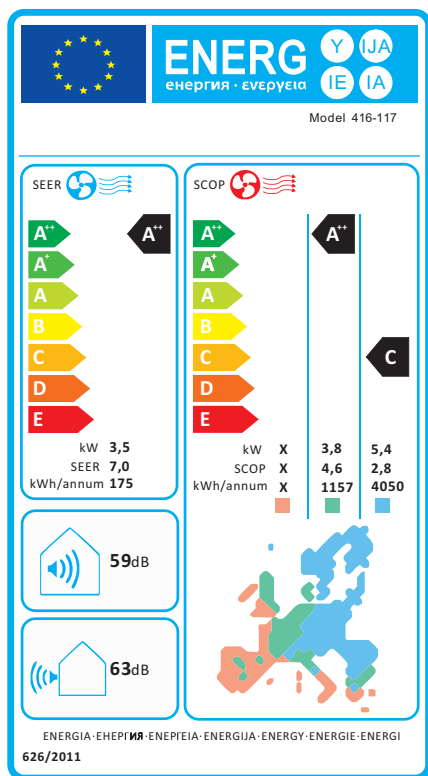 ENERG
енергия · ενεργεια
Y IJA
IE IA
Model 416-117
SEER
A++ A++
A+
A
B
C
D
E
kW 3,5
SEER 7,0
kWh/annum 175
SCOP
A++ A++
A+
A
B
C C
D
E
kW X 3,8 5,4
SCOP X 4,6 2,8
kWh/annum X 1157 4050
59dB
63dB
ENERGIA·ЕНЕРГИЯ·ΕΝΕΡΓΕΙΑ·ENERGIJA·ENERGY·ENERGIE·ENERGI
626/2011